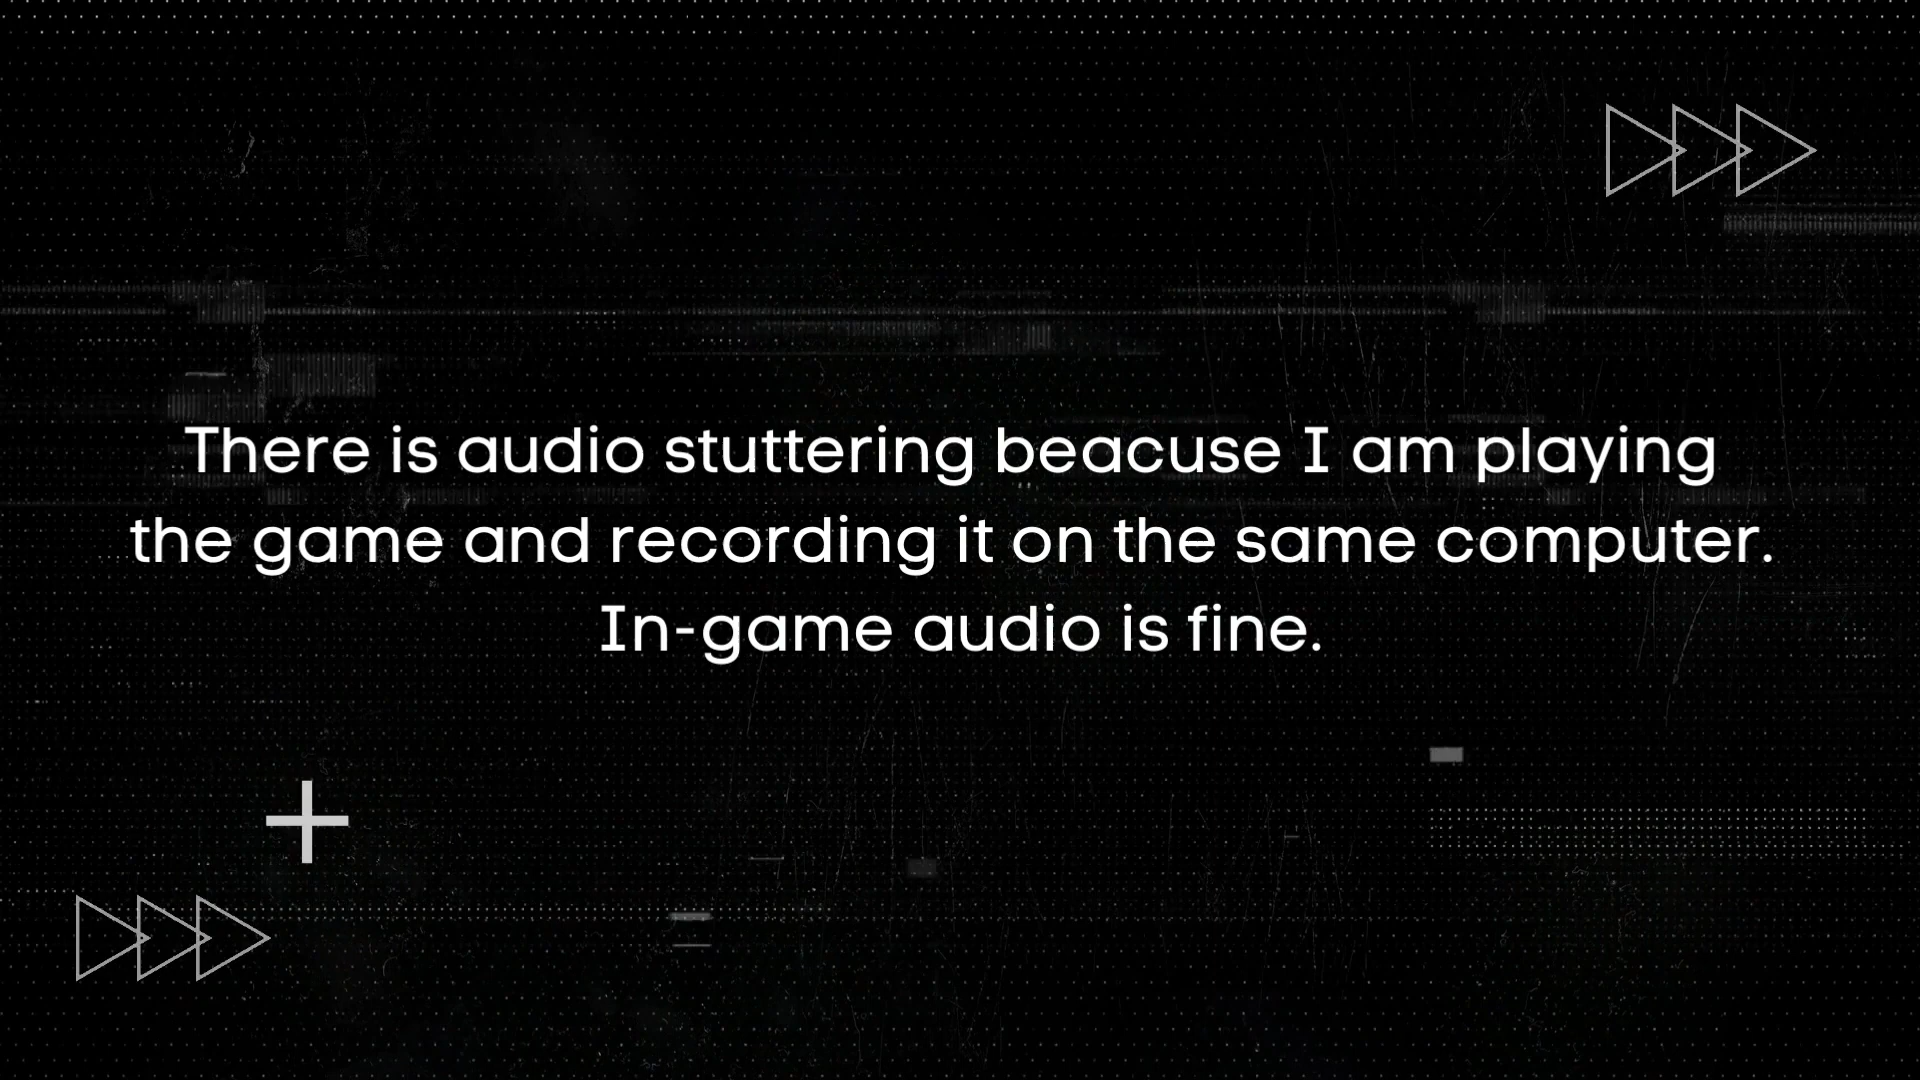 There is audio stuttering beacuse I am playing
the game and recording it on the same computer.
In-game audio is fine.